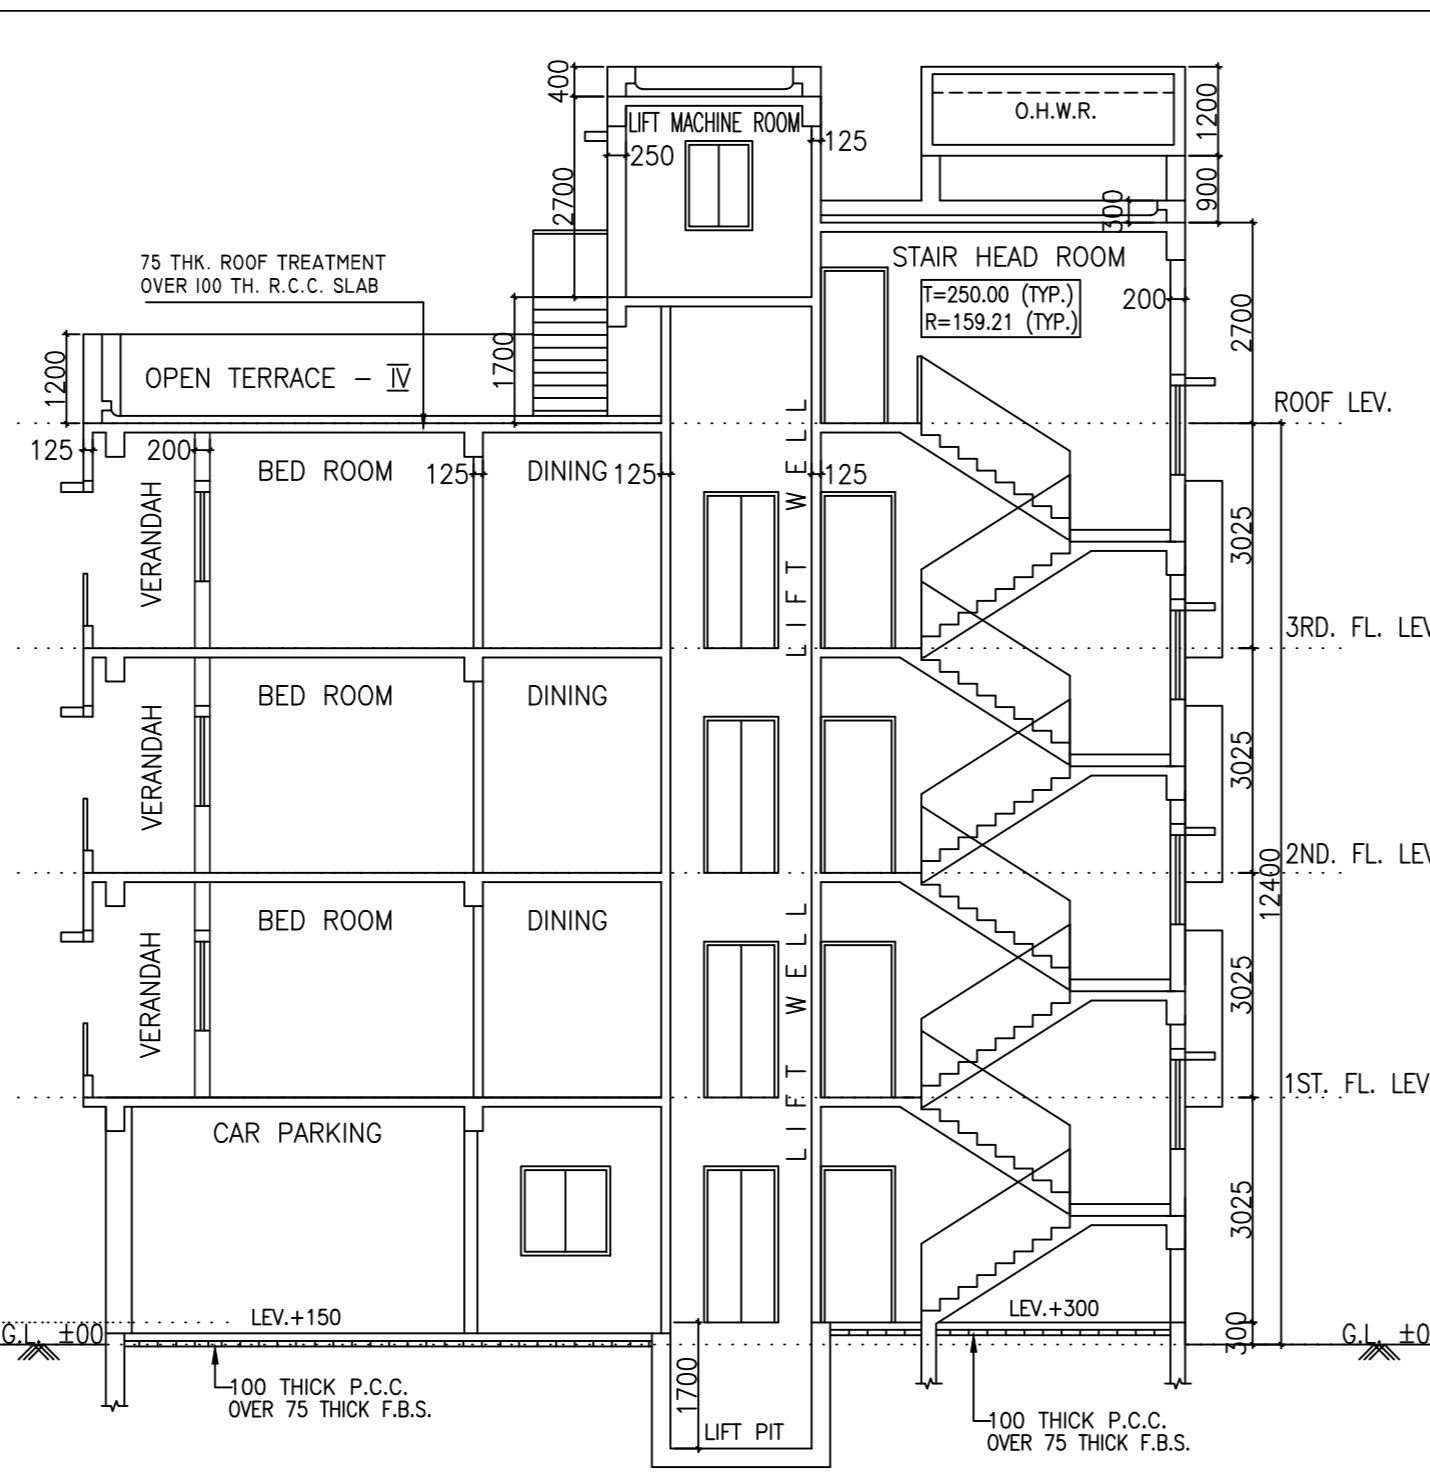 400
LIFT MACHINE ROOM
125
250
2700
O.H.W.R.
1200
900
300
75 THK. ROOF TREATMENT
OVER 100 TH. R.C.C. SLAB
STAIR HEAD ROOM
T=250.00 (TYP.)
R=159.21 (TYP.)
200
2700
1200
OPEN TERRACE - IV
1700
ROOF LEV.
125
200
BED ROOM
125
DINING
125
LIFT WELL
125
VERANDAH
3025
3RD. FL. LEV
BED ROOM
DINING
VERANDAH
3025
2ND. FL. LEV
12400
BED ROOM
DINING
LIFT WELL
VERANDAH
3025
1ST. FL. LEV
CAR PARKING
3025
LEV.+150
LEV.+300
300
G.L. ±00
G.L. ±0
1700
LIFT PIT
100 THICK P.C.C.
OVER 75 THICK F.B.S.
100 THICK P.C.C.
OVER 75 THICK F.B.S.